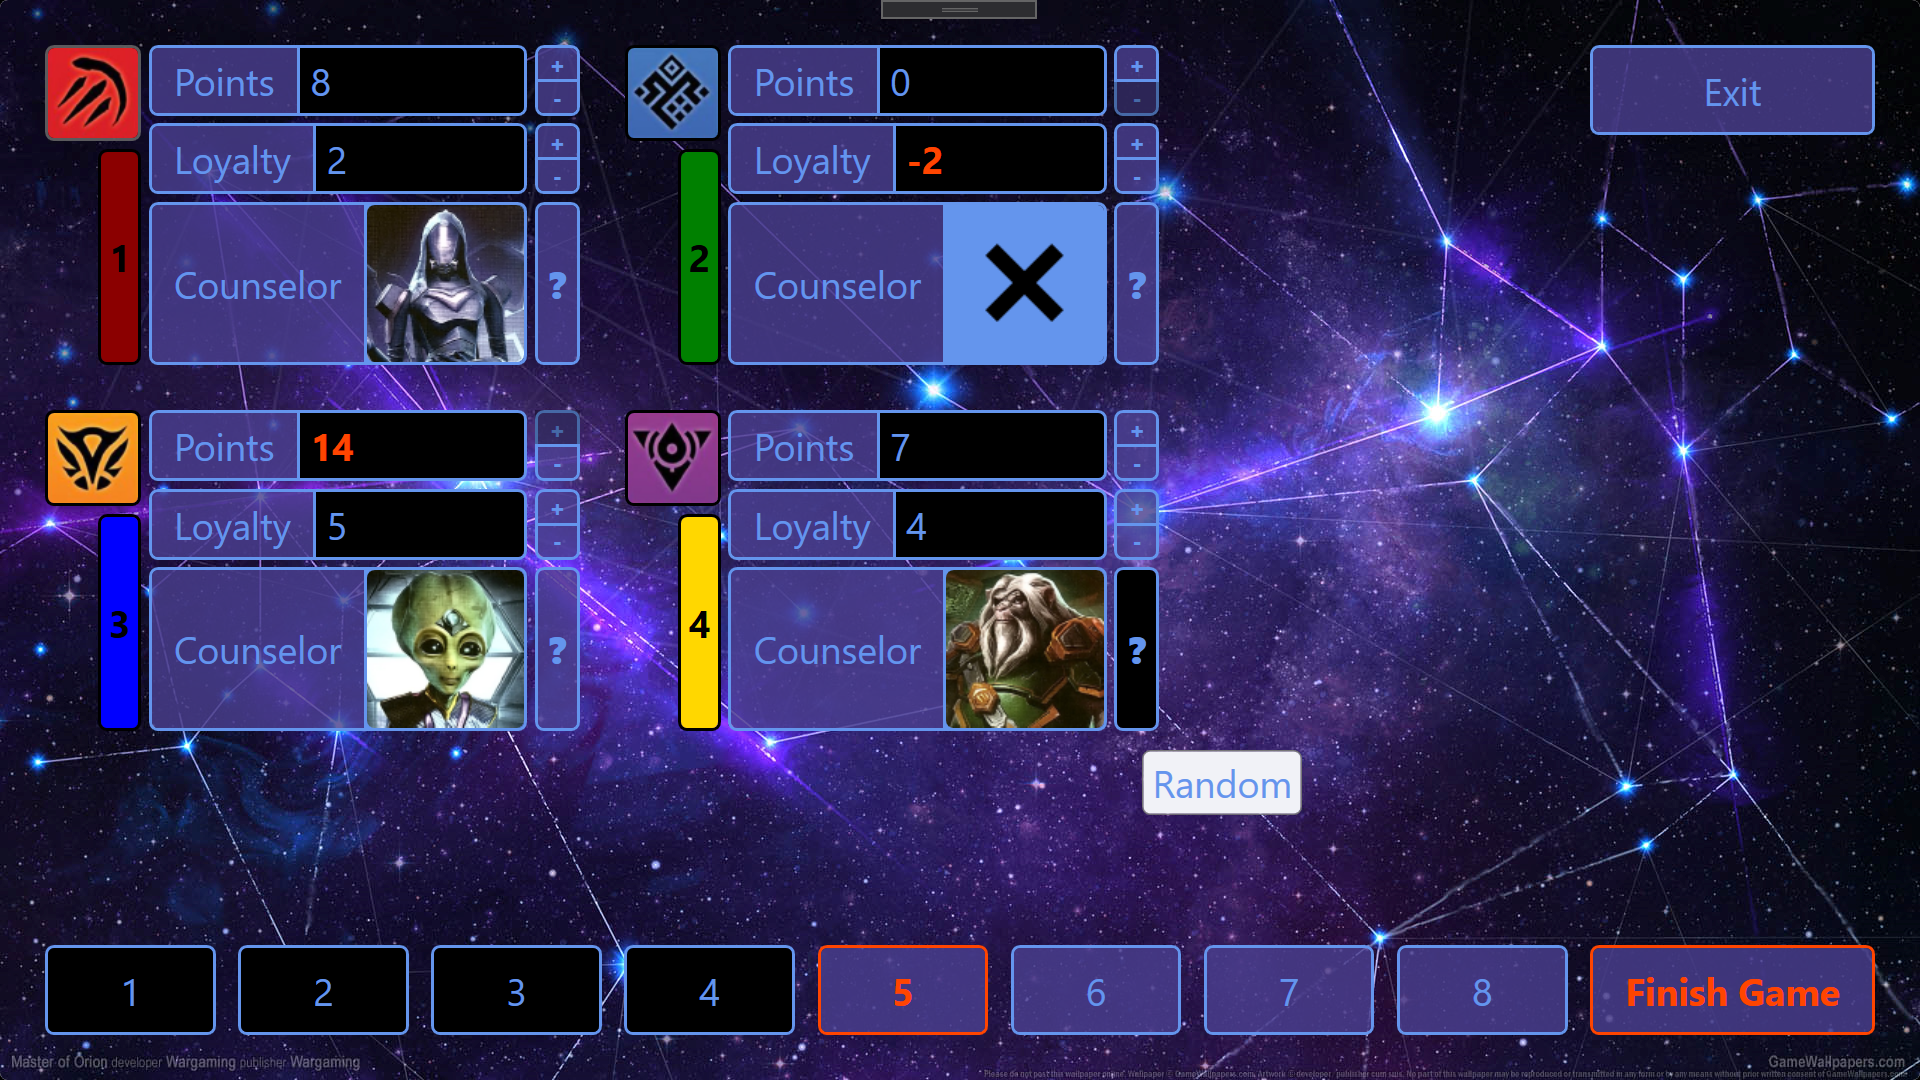 Points 8 + -
Loyalty 2 + -
1
Counselor ?
Points 0 + -
Loyalty -2 + -
2
Counselor ?
Exit
Points 14 + -
Loyalty 5 + -
3
Counselor ?
Points 7 + -
Loyalty 4 + -
4
Counselor ?
Random
1 2 3 4 5 6 7 8 Finish Game
Master of Orion developer Wargaming publisher Wargaming
GameWallpapers.com